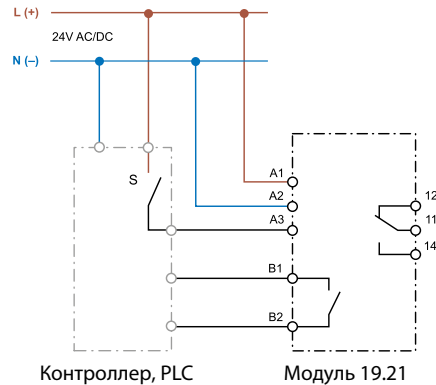 L (+)
24V AC/DC
N (–)
S
A1
A2
A3
B1
B2
12
11
14
Контроллер, PLC
Модуль 19.21